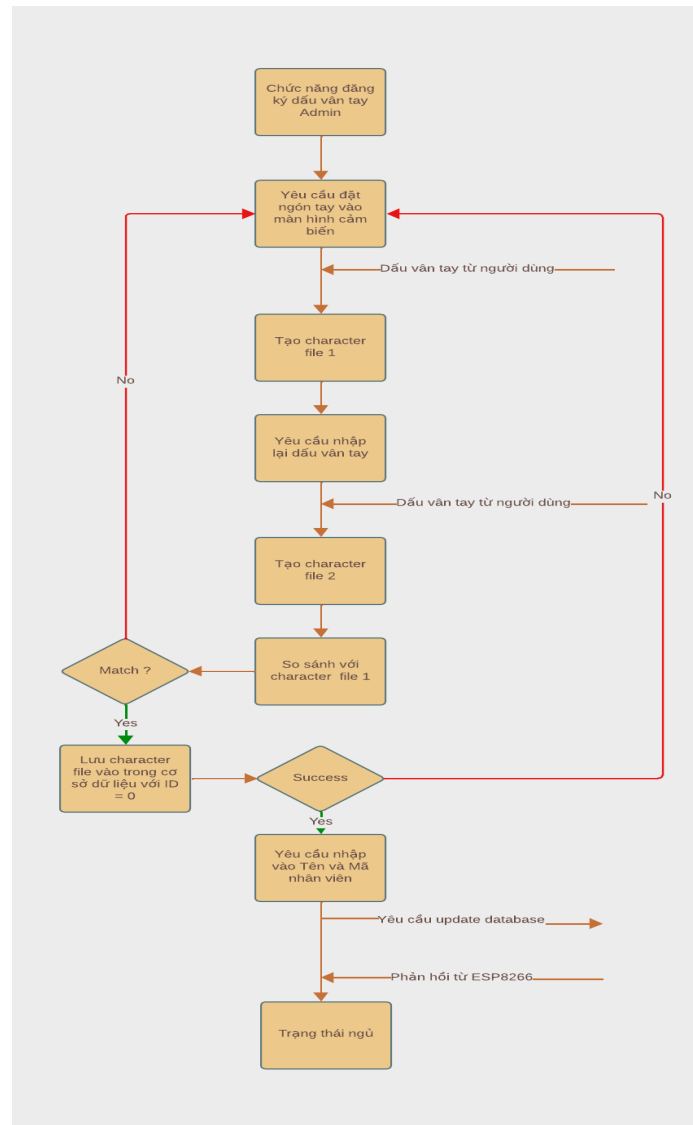 Chức năng đăng
ký dấu vân tay
Admin
Yêu cầu đặt
ngón tay vào
màn hình cảm
biến
Dấu vân tay từ người dùng
Tạo character
file 1
No
Yêu cầu nhập
lại dấu vân tay
No
Dấu vân tay từ người dùng
Tạo character
file 2
So sánh với
character file 1
Match ?
Yes
Lưu character
file vào trong cơ
sở dữ liệu với ID
= 0
Success
Yes
Yêu cầu nhập
vào Tên và Mã
nhân viên
Yêu cầu update database
Phản hồi từ ESP8266
Trạng thái ngủ